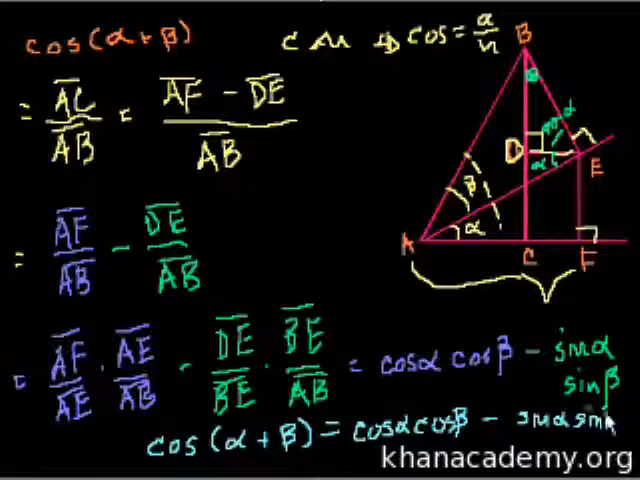 cos(α+β)
cos = a/h
= AC/AB = (AF - DE)/AB
= AF/AB - DE/AB
= AF/AE · AE/AB - DE/BE · BE/AB = cosα cosβ - sinα sinβ
cos(α+β) = cosα cosβ - sinα sin
B
α
D
α
E
β
α
A
C
F
khanacademy.org